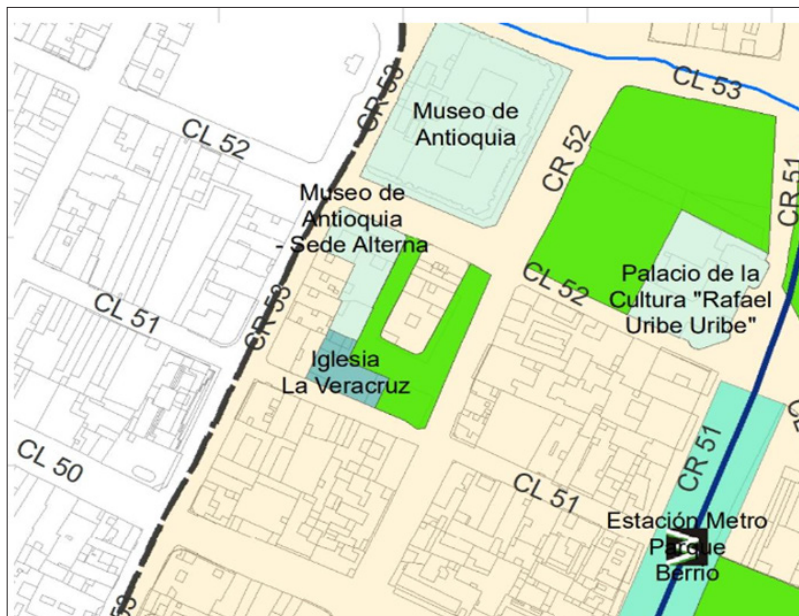 CL 53
CR 53
Museo de
Antioquia
CL 52
CR 52
CR 51
Museo de
Antioquia
- Sede Alterna
Palacio de la
Cultura "Rafael
Uribe Uribe"
CL 52
CL 51
CR 53
Iglesia
La Veracruz
CR 51
CL 50
CL 51
Estación Metro
Parque
Berrio
53